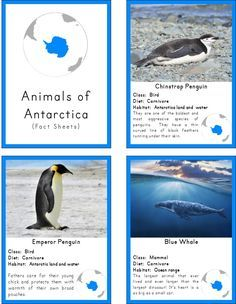 Animals of
Antarctica
(Fact Sheets)
Chinstrap Penguin
Class: Bird
Diet: Carnivore
Habitat: Antarctica land and water
They are of the boldest and
most aggressive species of
penguins. They have a thin
curved line of black feathers
running under their skin.
Emperor Penguin
Class: Bird
Diet: Carnivore
Habitat: Antarctic land and water
Fathers care for their young
chick and protects them with
warmth of their own brood
pouches
Blue Whale
Class: Mammal
Diet: Carnivore
Habitat: Ocean range
The largest animal that ever
lived and even larger than the
largest dinosaur! It's heart is a
as big as a small car.